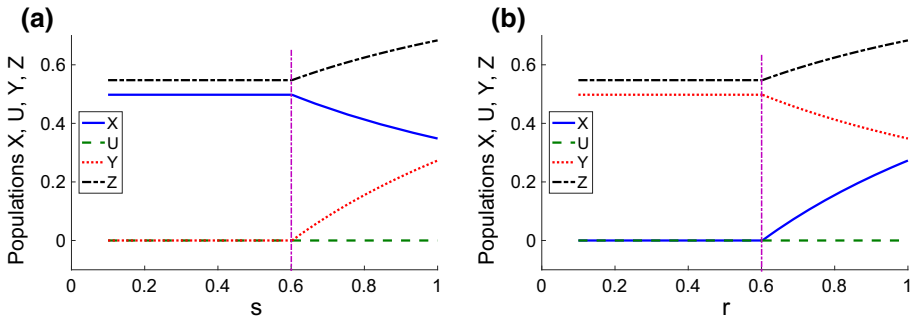 (a)
Populations X, U, Y, Z
0.6
0.4
0.2
0
X
U
Y
Z
0 0.2 0.4 0.6 0.8 1
s
(b)
Populations X, U, Y, Z
0.6
0.4
0.2
0
X
U
Y
Z
0 0.2 0.4 0.6 0.8 1
r